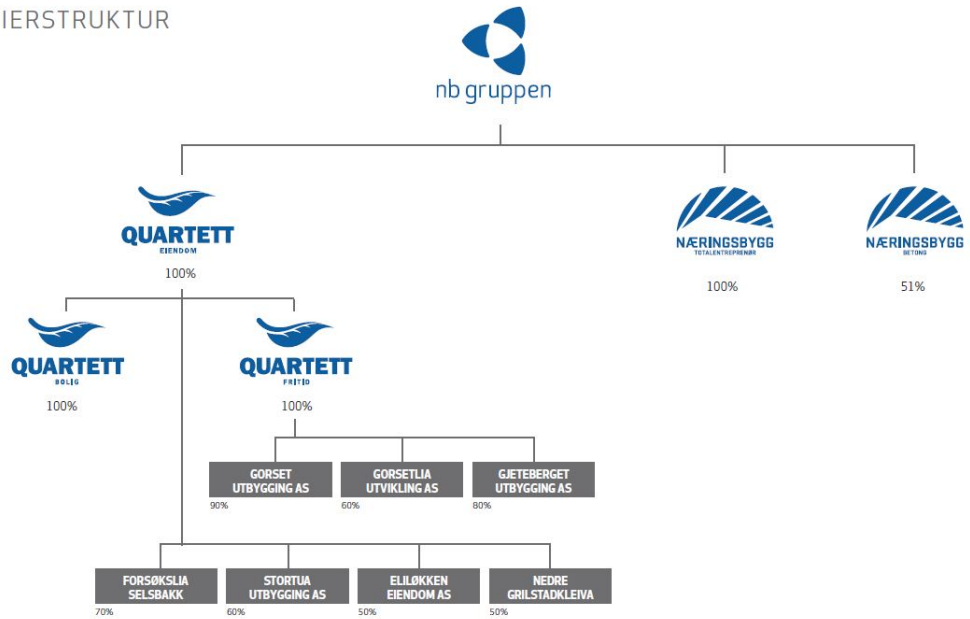 IERSTRUKTUR
nb gruppen
QUARTETT
EIENDOM
100%
NÆRINGSBYGG
TOTALENTREPRENØR
100%
NÆRINGSBYGG
BETONG
51%
QUARTETT
BOLIG
100%
QUARTETT
FRITID
100%
GORSET
UTBYGGING AS
90%
GORSETLIA
UTVIKLING AS
60%
GJETEBERGET
UTBYGGING AS
80%
FORSØKSLIA
SELSBAKK
70%
STORTUA
UTBYGGING AS
60%
ELILØKKEN
EIENDOM AS
50%
NEDRE
GRILSTADKLEIVA
50%